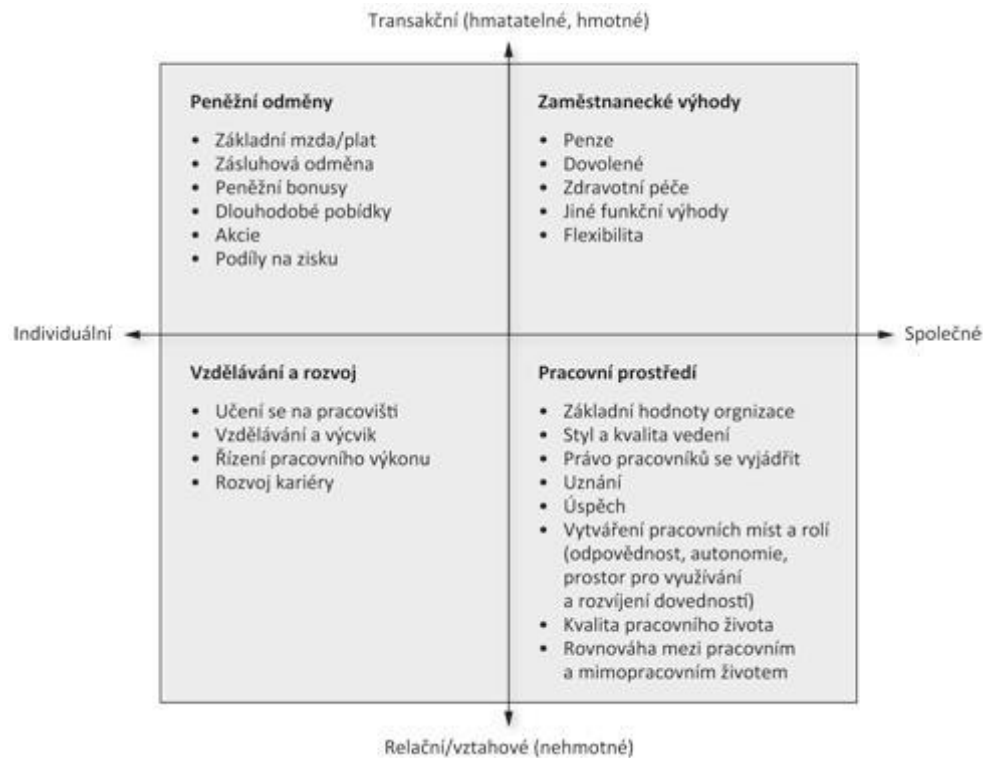 Transakční (hmatatelné, hmotné)
Peněžní odměny
• Základní mzda/plat
• Zásluhová odměna
• Peněžní bonusy
• Dlouhodobé pobídky
• Akcie
• Podíly na zisku
Zaměstnanecké výhody
• Penze
• Dovolené
• Zdravotní péče
• Jiné funkční výhody
• Flexibilita
Individuální
Společné
Vzdělávání a rozvoj
• Učení se na pracovišti
• Vzdělávání a výcvik
• Řízení pracovního výkonu
• Rozvoj kariéry
Pracovní prostředí
• Základní hodnoty orgnizace
• Styl a kvalita vedení
• Právo pracovníků se vyjádřit
• Uznání
• Úspěch
• Vytváření pracovních míst a rolí
(odpovědnost, autonomie,
prostor pro využívání
a rozvíjení dovedností)
• Kvalita pracovního života
• Rovnováha mezi pracovním
a mimopracovním životem
Relační/vztahové (nehmotné)